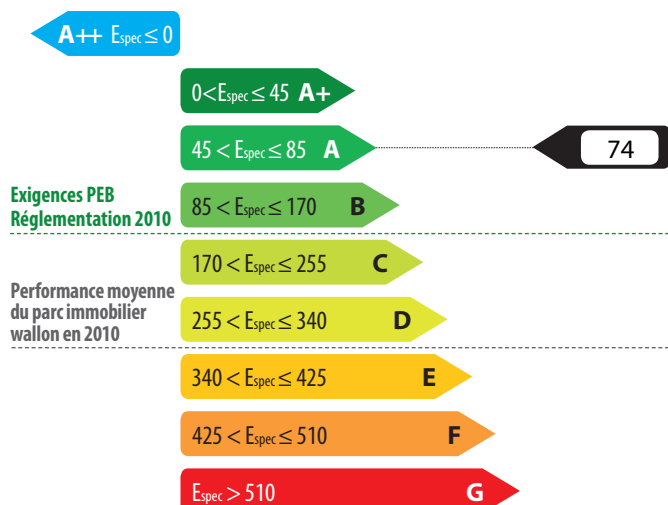 A++ Espec ≤ 0
0<Espec ≤ 45 A+
45 < Espec ≤ 85 A
74
Exigences PEB
Réglementation 2010
85 < Espec ≤ 170 B
170 < Espec ≤ 255 C
Performance moyenne
du parc immobilier
wallon en 2010
255 < Espec ≤ 340 D
340 < Espec ≤ 425 E
425 < Espec ≤ 510 F
Espec > 510 G